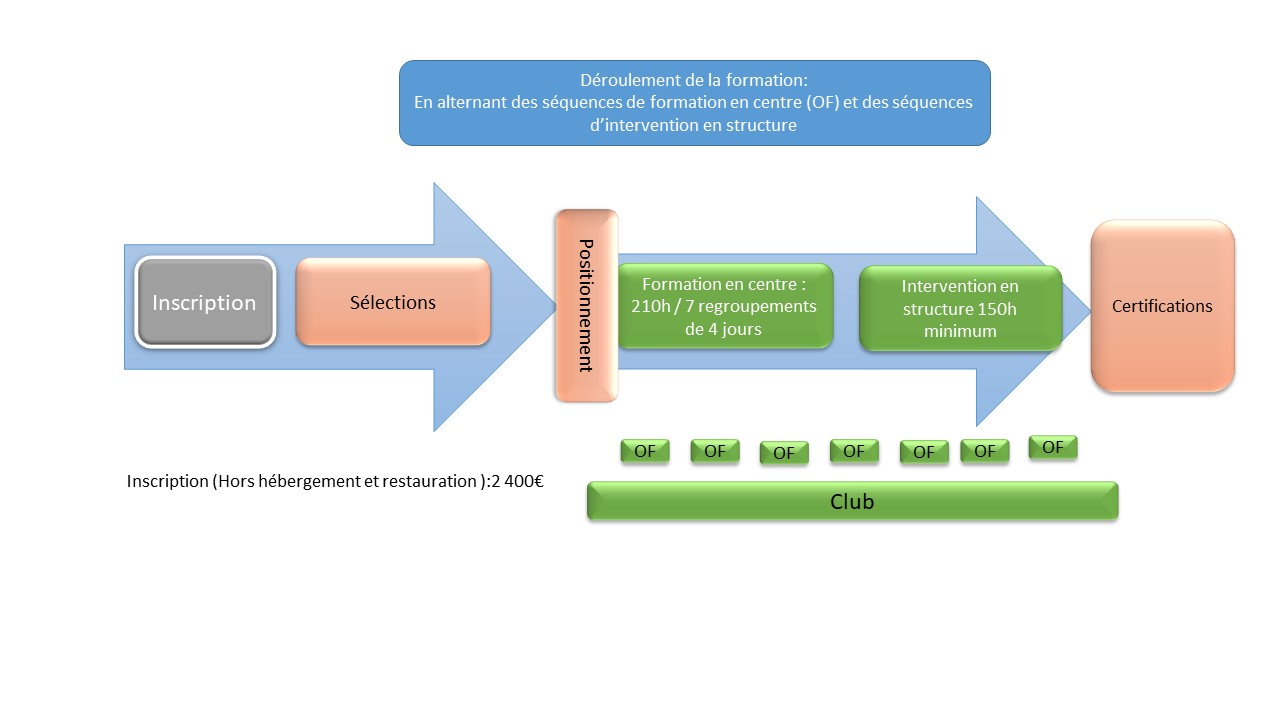 Déroulement de la formation:
En alternant des séquences de formation en centre (OF) et des séquences
d’intervention en structure
Inscription
Sélections
Positionnement
Formation en centre :
210h / 7 regroupements
de 4 jours
Intervention en
structure 150h
minimum
Certifications
OF
OF
OF
OF
OF
OF
OF
Inscription (Hors hébergement et restauration ):2 400€
Club